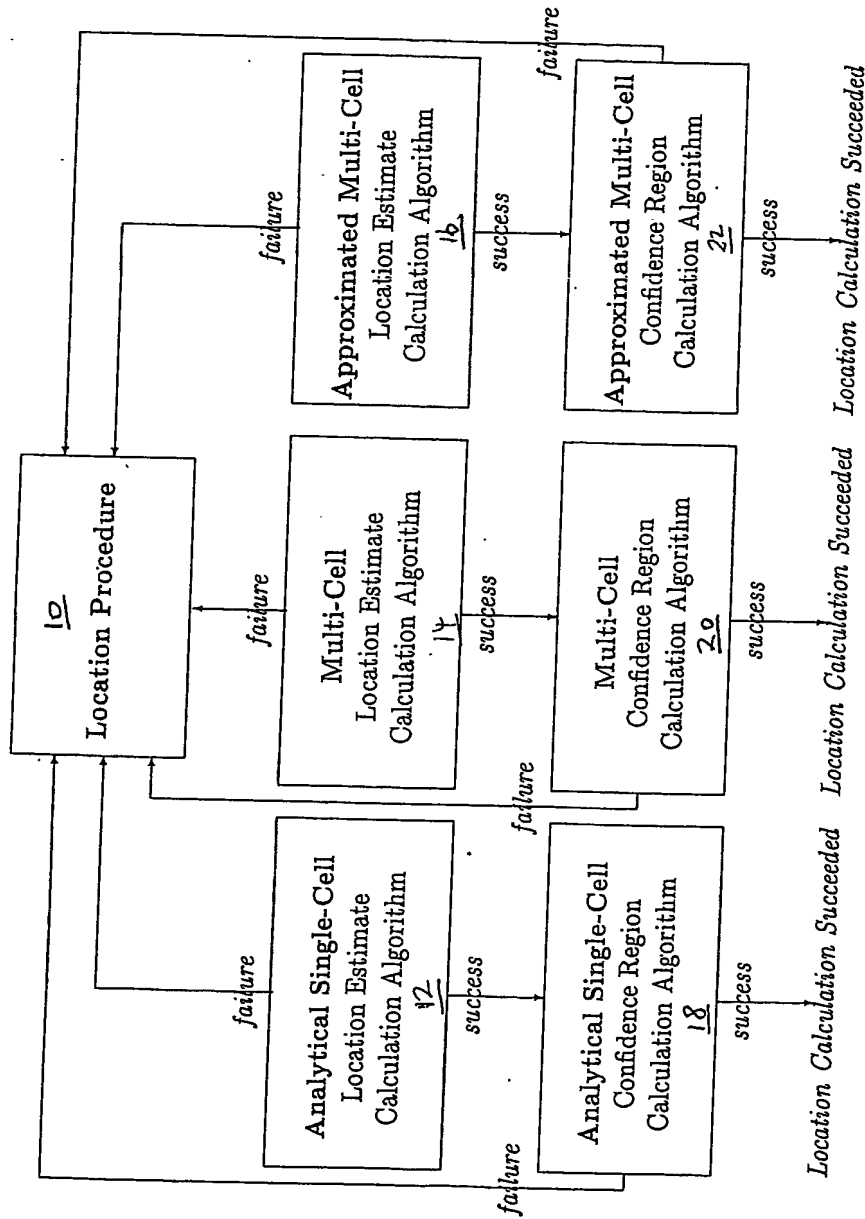 10
Location Procedure
failure
failure
failure
Analytical Single-Cell
Location Estimate
Calculation Algorithm
12
Multi-Cell
Location Estimate
Calculation Algorithm
14
Approximated Multi-Cell
Location Estimate
Calculation Algorithm
16
success
success
success
failure
failure
failure
Analytical Single-Cell
Confidence Region
Calculation Algorithm
18
Multi-Cell
Confidence Region
Calculation Algorithm
20
Approximated Multi-Cell
Confidence Region
Calculation Algorithm
22
success
success
success
Location Calculation Succeeded
Location Calculation Succeeded
Location Calculation Succeeded